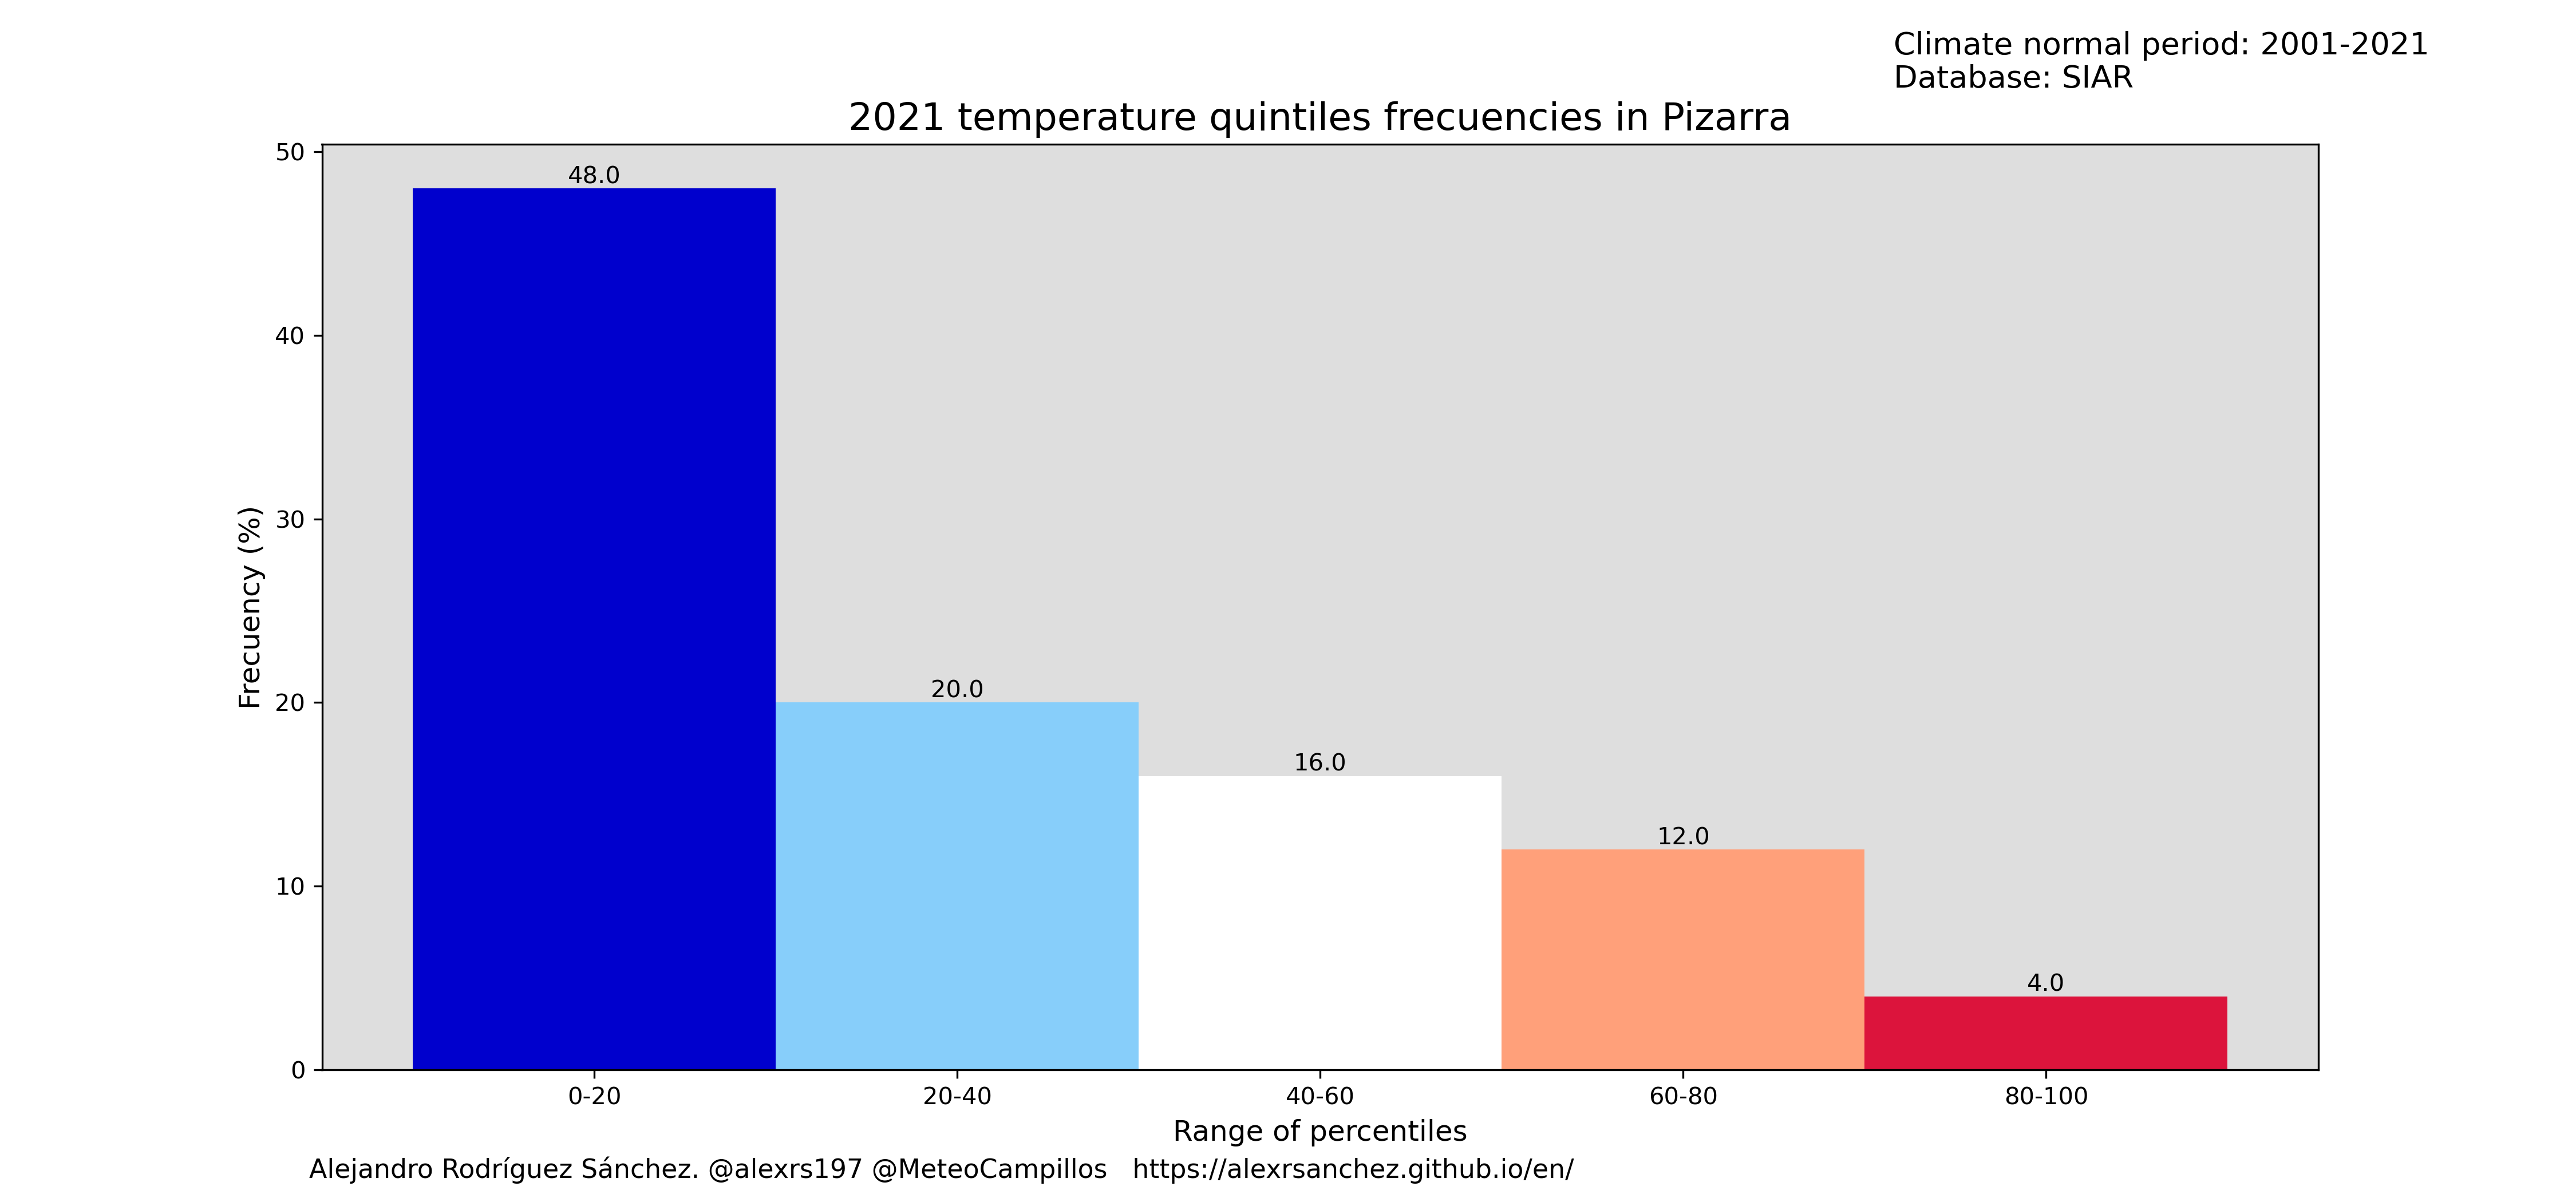 Climate normal period: 2001-2021
Database: SIAR
2021 temperature quintiles frecuencies in Pizarra
50
48.0
40
30
Frecuency (%)
20
20.0
16.0
12.0
10
4.0
0
0-20
20-40
40-60
60-80
80-100
Range of percentiles
Alejandro Rodríguez Sánchez. @alexrs197 @MeteoCampillos https://alexrsanchez.github.io/en/